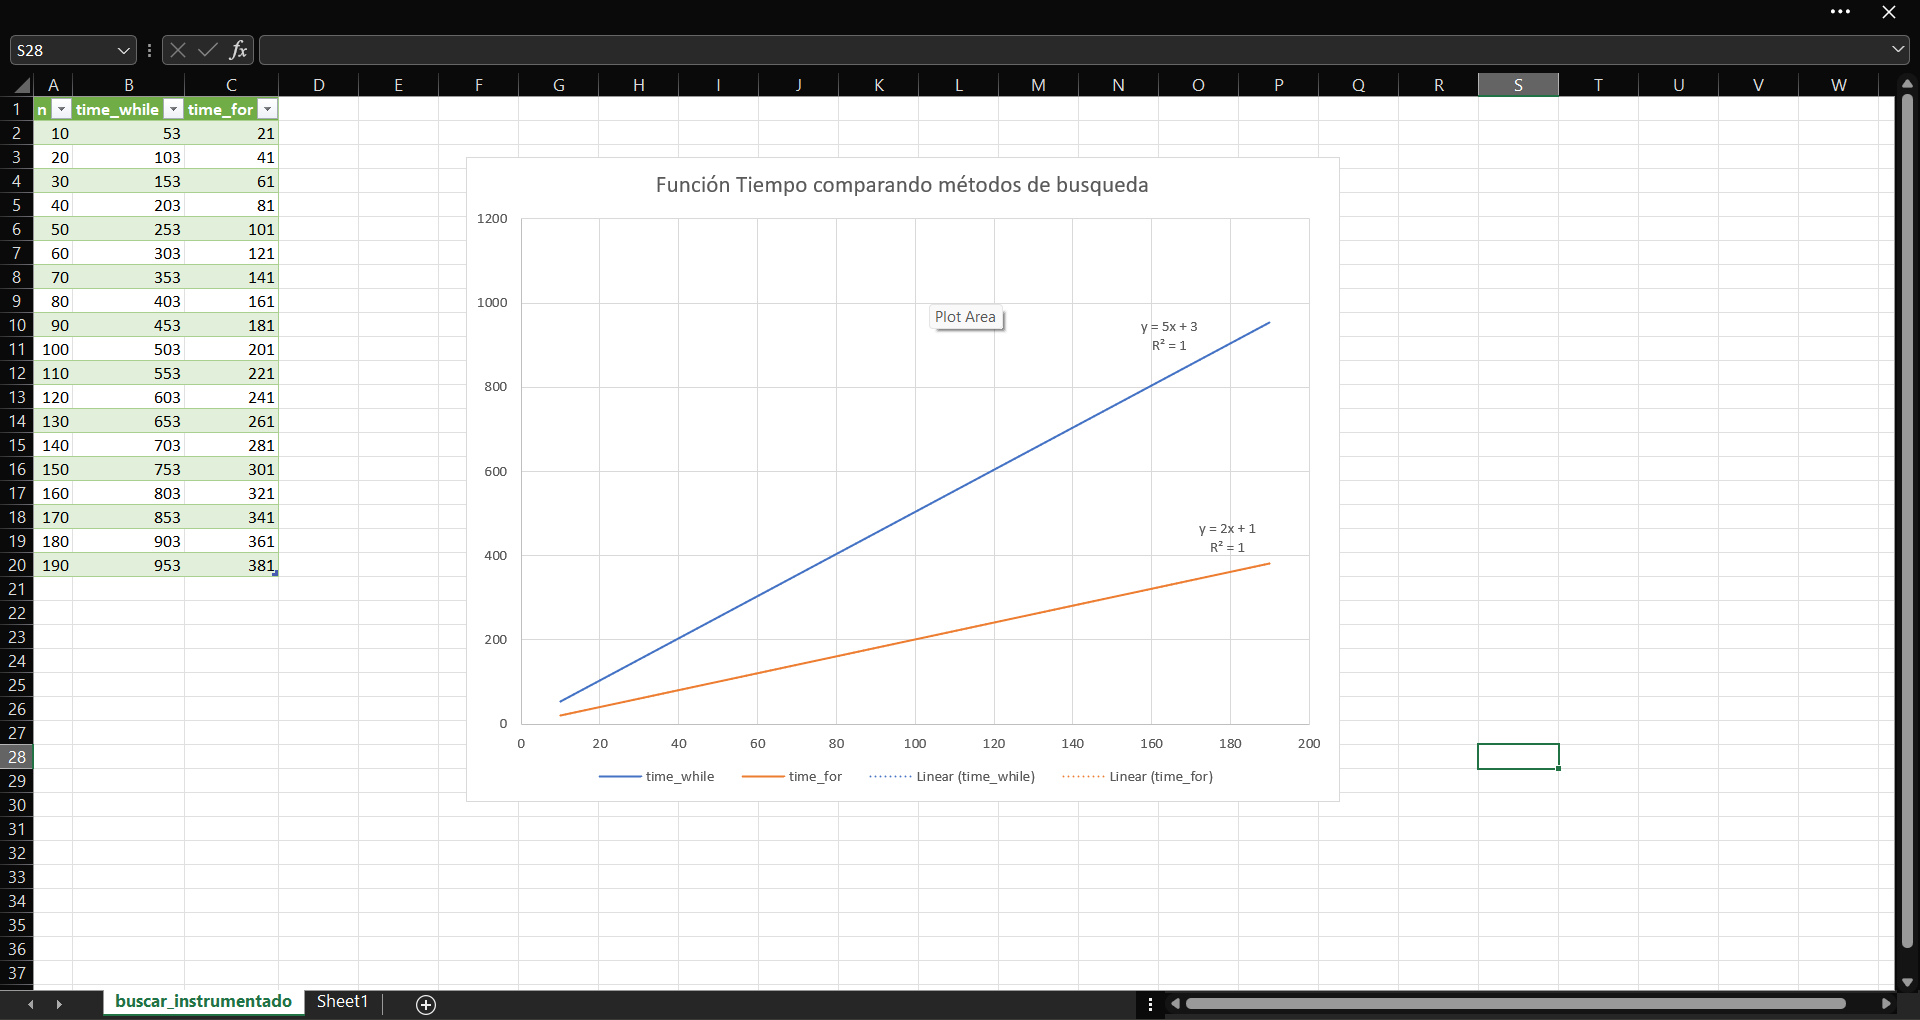 S28
fx
A B C D E F G H I J K L M N O P Q R S T U V W
1 n time_while time_for
2 10 53 21
3 20 103 41
4 30 153 61
5 40 203 81
6 50 253 101
7 60 303 121
8 70 353 141
9 80 403 161
10 90 453 181
11 100 503 201
12 110 553 221
13 120 603 241
14 130 653 261
15 140 703 281
16 150 753 301
17 160 803 321
18 170 853 341
19 180 903 361
20 190 953 381
21
22
23
24
25
26
27
28
29
30
31
32
33
34
35
36
37
Función Tiempo comparando métodos de busqueda
1200
1000
800
600
400
200
0
Plot Area
y = 5x + 3
R² = 1
y = 2x + 1
R² = 1
0 20 40 60 80 100 120 140 160 180 200
time_while time_for Linear (time_while) Linear (time_for)
buscar_instrumentado Sheet1